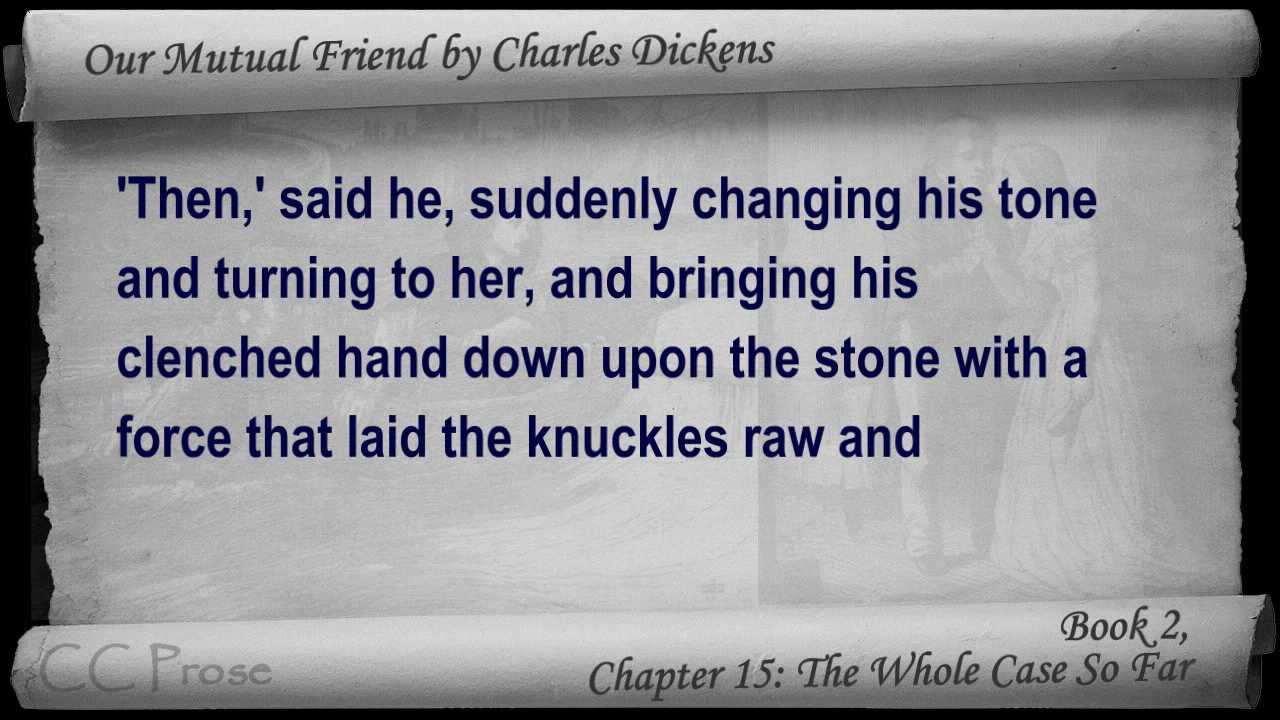 Our Mutual Friend by Charles Dickens
'Then,' said he, suddenly changing his tone
and turning to her, and bringing his
clenched hand down upon the stone with a
force that laid the knuckles raw and
Book 2,
Chapter 15: The Whole Case So Far
CC Prose